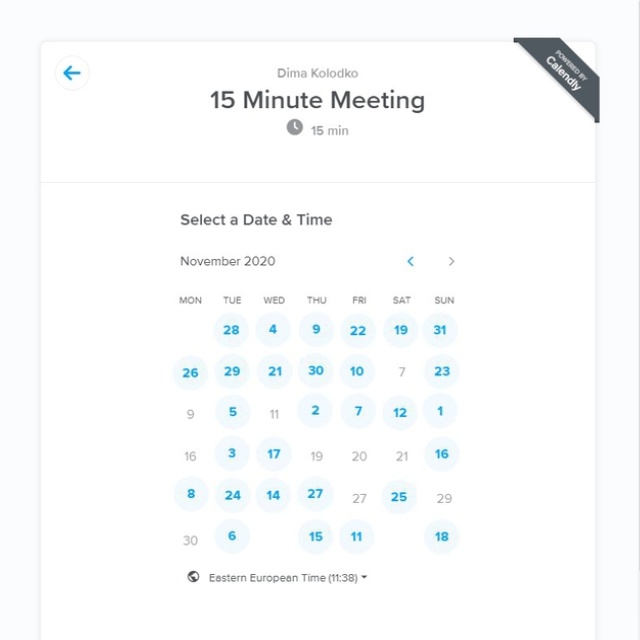 POWERED BY
Calendly
Dima Kolodko
15 Minute Meeting
15 min
Select a Date & Time
November 2020
MON TUE WED THU FRI SAT SUN
28 4 9 22 19 31
26 29 21 30 10 7 23
9 5 11 2 7 12 1
16 3 17 19 20 21 16
8 24 14 27 27 25 29
30 6 15 11 18
Eastern European Time (11:38)